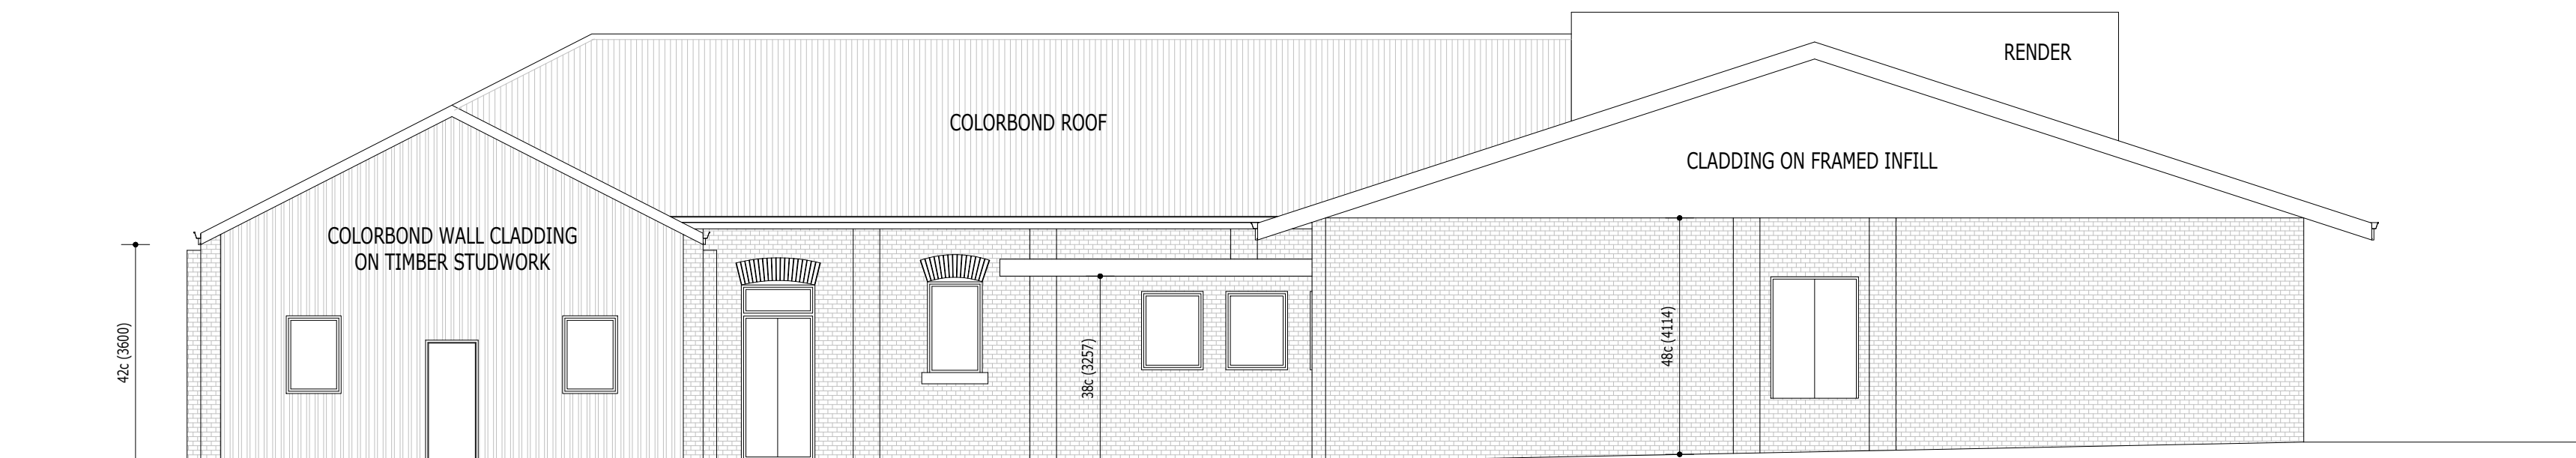 RENDER
COLORBOND ROOF
CLADDING ON FRAMED INFILL
COLORBOND WALL CLADDING
ON TIMBER STUDWORK
42c (3600)
38c (3257)
48c (4114)